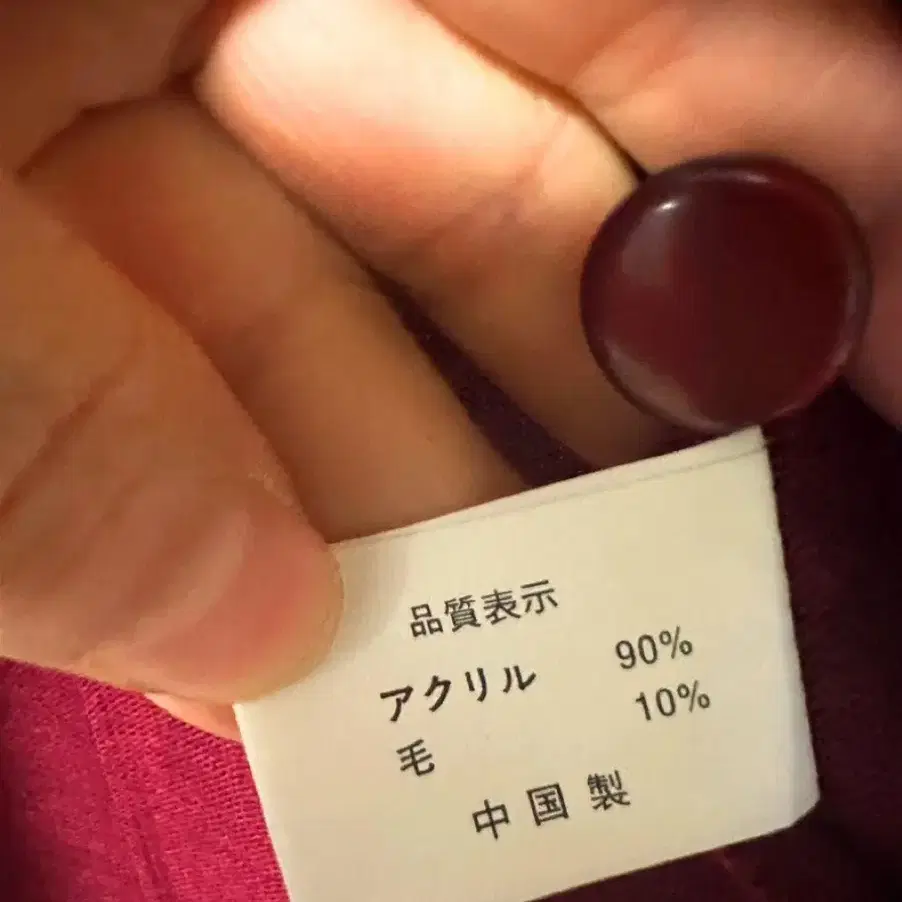 品質表示
アクリル 90%
毛 10%
中国製